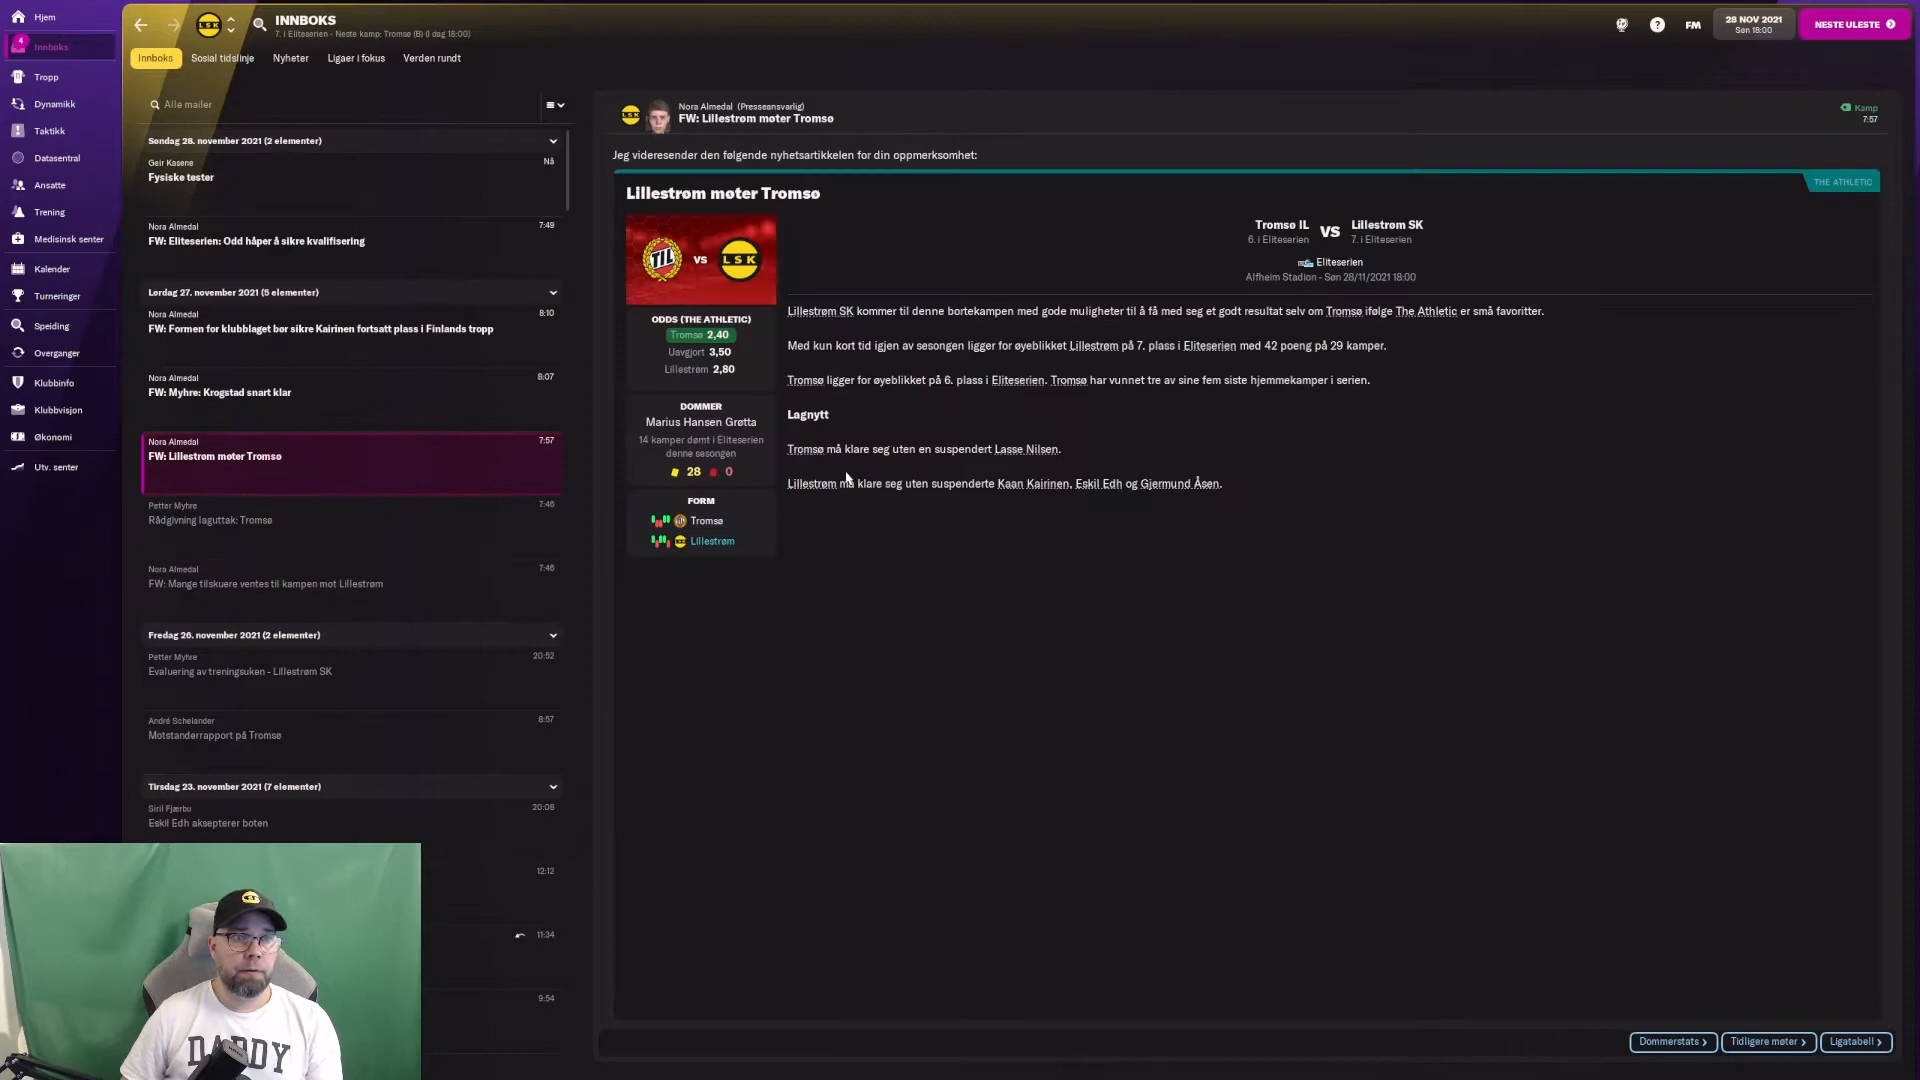 Hjem
4
Innboks
Tropp
Dynamikk
Taktikk
Datasentral
Ansatte
Trening
Medisinsk senter
Kalender
Turneringer
Speiding
Overganger
Klubbinfo
Klubbvisjon
Økonomi
Utv. senter
LSK
INNBOKS
7. i Eliteserien - Neste kamp: Tromsø (B) (I dag 18:00)
FM
28 NOV 2021
Søn 18:00
NESTE ULESTE
Innboks
Sosial tidslinje
Nyheter
Ligaer i fokus
Verden rundt
Alle mailer
Søndag 28. november 2021 (2 elementer)
Geir Kasene
Nå
Fysiske tester
Nora Almedal
7:49
FW: Eliteserien: Odd håper å sikre kvalifisering
Lørdag 27. november 2021 (5 elementer)
Nora Almedal
8:10
FW: Formen for klubblaget bør sikre Kairinen fortsatt plass i Finlands tropp
Nora Almedal
8:07
FW: Myhre: Krogstad snart klar
Nora Almedal
7:57
FW: Lillestrøm møter Tromsø
Petter Myhre
7:46
Rådgivning laguttak: Tromsø
Nora Almedal
7:46
FW: Mange tilskuere ventes til kampen mot Lillestrøm
Fredag 26. november 2021 (2 elementer)
Petter Myhre
20:52
Evaluering av treningsuken - Lillestrøm SK
André Schelander
8:57
Motstanderrapport på Tromsø
Tirsdag 23. november 2021 (7 elementer)
Siril Fjærbu
20:08
Eskil Edh aksepterer boten
12:12
11:34
9:54
LSK
Nora Almedal (Presseansvarlig)
FW: Lillestrøm møter Tromsø
Kamp
7:57
Jeg videresender den følgende nyhetsartikkelen for din oppmerksomhet:
THE ATHLETIC
Lillestrøm møter Tromsø
TIL
VS
LSK
ODDS (THE ATHLETIC)
Tromsø 2,40
Uavgjort 3,50
Lillestrøm 2,80
DOMMER
Marius Hansen Grøtta
14 kamper dømt i Eliteserien
denne sesongen
28
0
FORM
Tromsø
Lillestrøm
Tromsø IL
6. i Eliteserien
VS
Lillestrøm SK
7. i Eliteserien
Eliteserien
Alfheim Stadion - Søn 28/11/2021 18:00
Lillestrøm SK kommer til denne bortekampen med gode muligheter til å få med seg et godt resultat selv om Tromsø ifølge The Athletic er små favoritter.
Med kun kort tid igjen av sesongen ligger for øyeblikket Lillestrøm på 7. plass i Eliteserien med 42 poeng på 29 kamper.
Tromsø ligger for øyeblikket på 6. plass i Eliteserien. Tromsø har vunnet tre av sine fem siste hjemmekamper i serien.
Lagnytt
Tromsø må klare seg uten en suspendert Lasse Nilsen.
Lillestrøm må klare seg uten suspenderte Kaan Kairinen, Eskil Edh og Gjermund Åsen.
Dommerstats
Tidligere møter
Ligatabell
DADDY